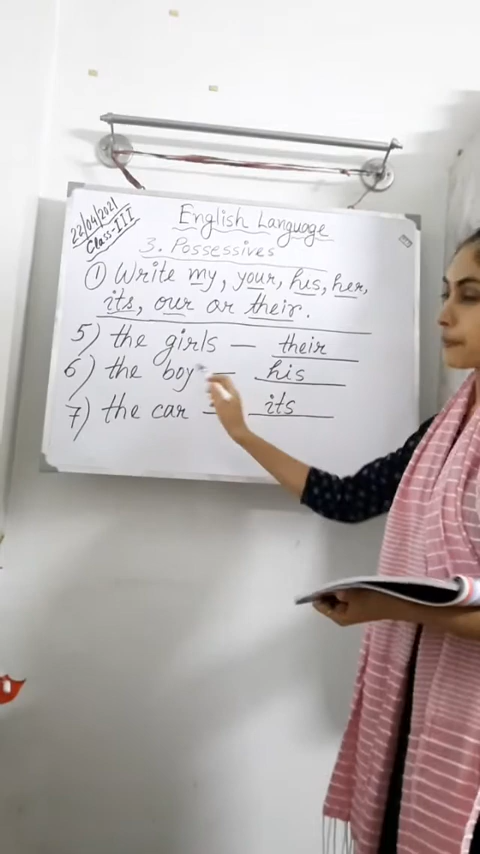 22/04/2021
Class-III
English Language
3. Possessives
① Write my, your, his, her,
its, our or their.
5) the girls — their
6) the boy — his
7) the car — its